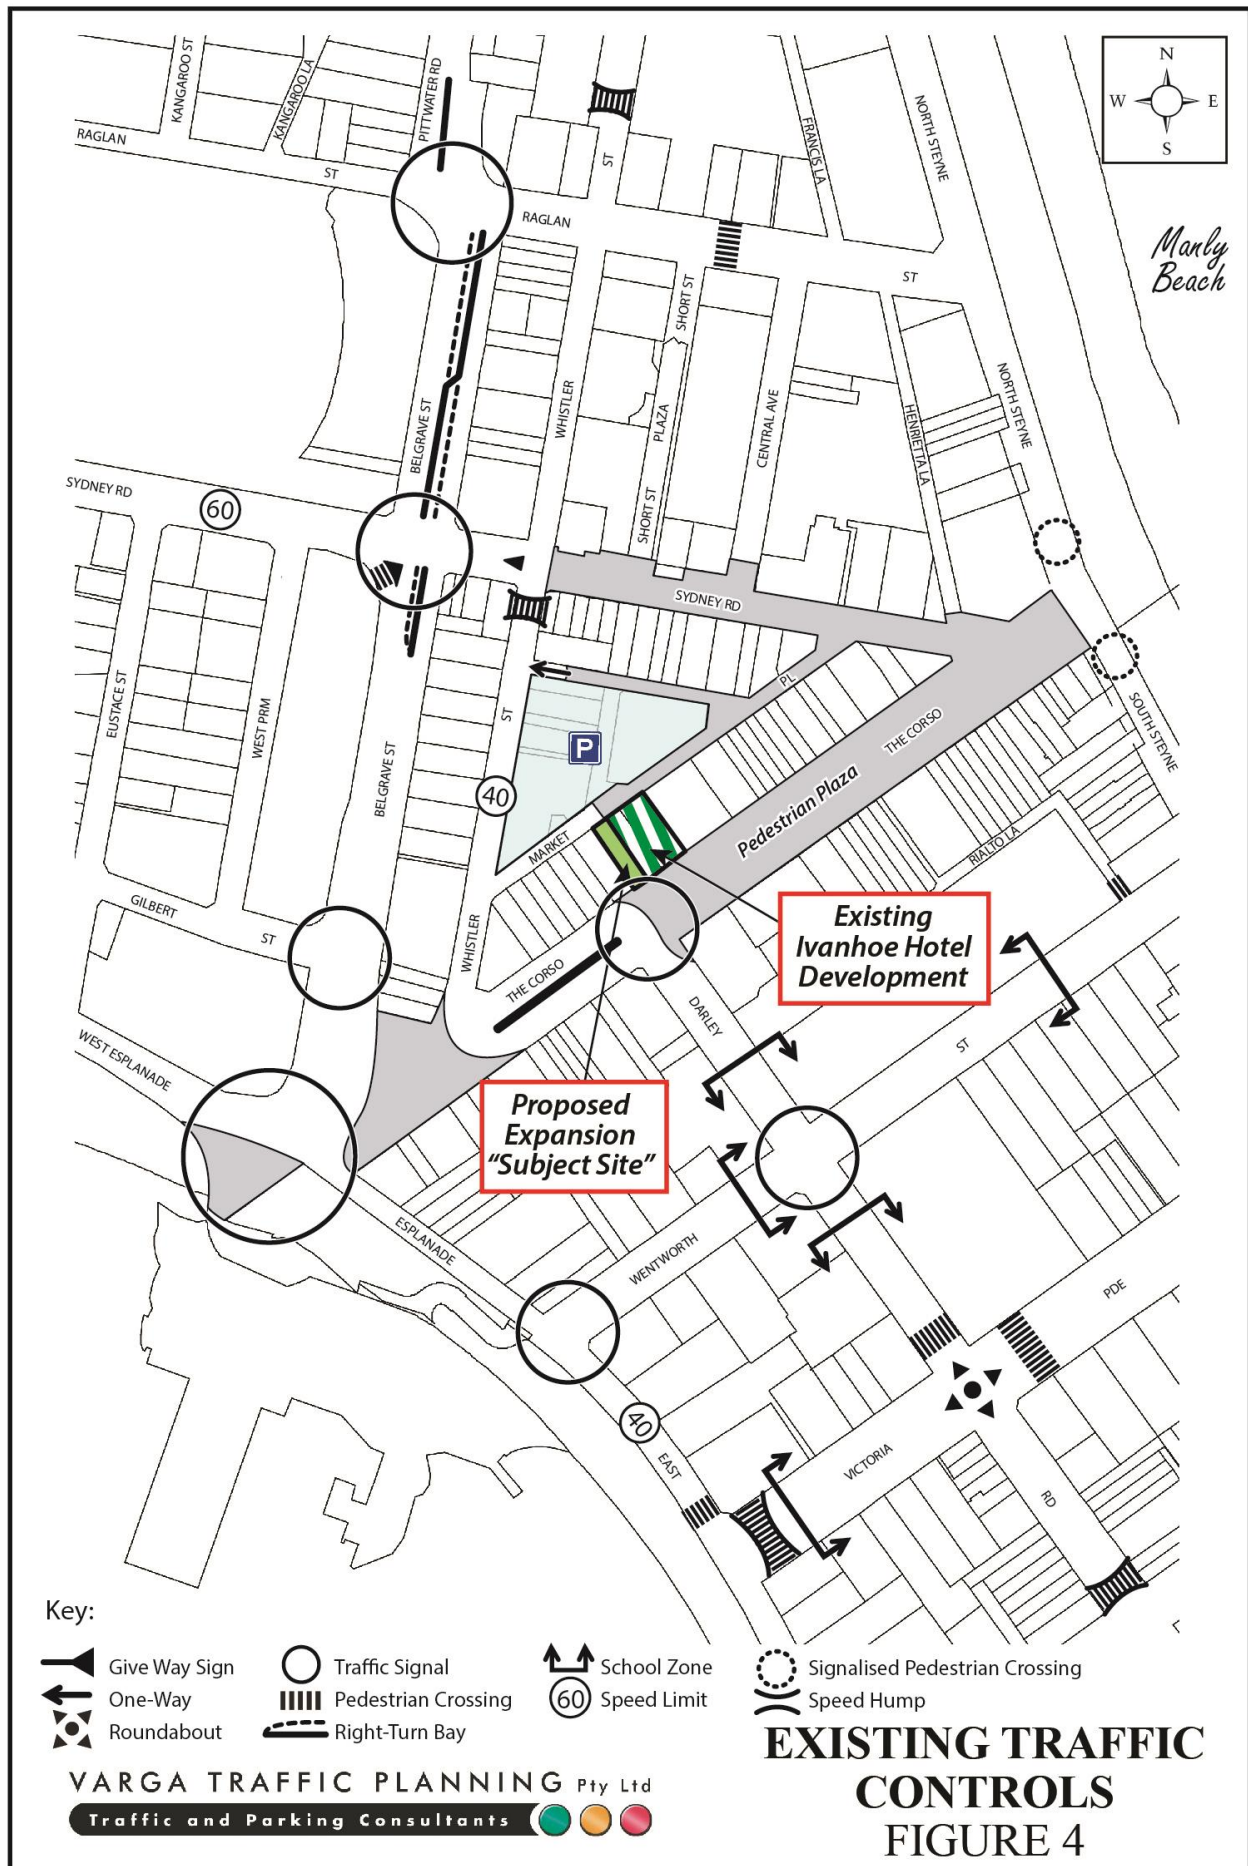 N
W E
S
KANGAROO ST
KANGAROO LA
PITTWATER RD
RAGLAN
ST
ST
RAGLAN
FRANCIS LA
NORTH STEYNE
Manly
Beach
ST
SHORT ST
WHISTLER
BELGRAVE ST
PLAZA
SHORT ST
CENTRAL AVE
HENRIETTA LA
NORTH STEYNE
SYDNEY RD
60
SYDNEY RD
EUSTACE ST
WEST PRM
BELGRAVE ST
ST
P
PL
THE CORSO
SOUTH STEYNE
40
MARKET
Pedestrian Plaza
RIALTO LA
GILBERT
ST
WHISTLER
THE CORSO
Existing
Ivanhoe Hotel
Development
DARLEY
ST
WEST ESPLANADE
Proposed
Expansion
“Subject Site”
ESPLANADE
WENTWORTH
PDE
40
EAST
VICTORIA
RD
Key:
Give Way Sign
One-Way
Roundabout
Traffic Signal
Pedestrian Crossing
Right-Turn Bay
School Zone
60 Speed Limit
Signalised Pedestrian Crossing
Speed Hump
VARGA TRAFFIC PLANNING Pty Ltd
Traffic and Parking Consultants
EXISTING TRAFFIC
CONTROLS
FIGURE 4